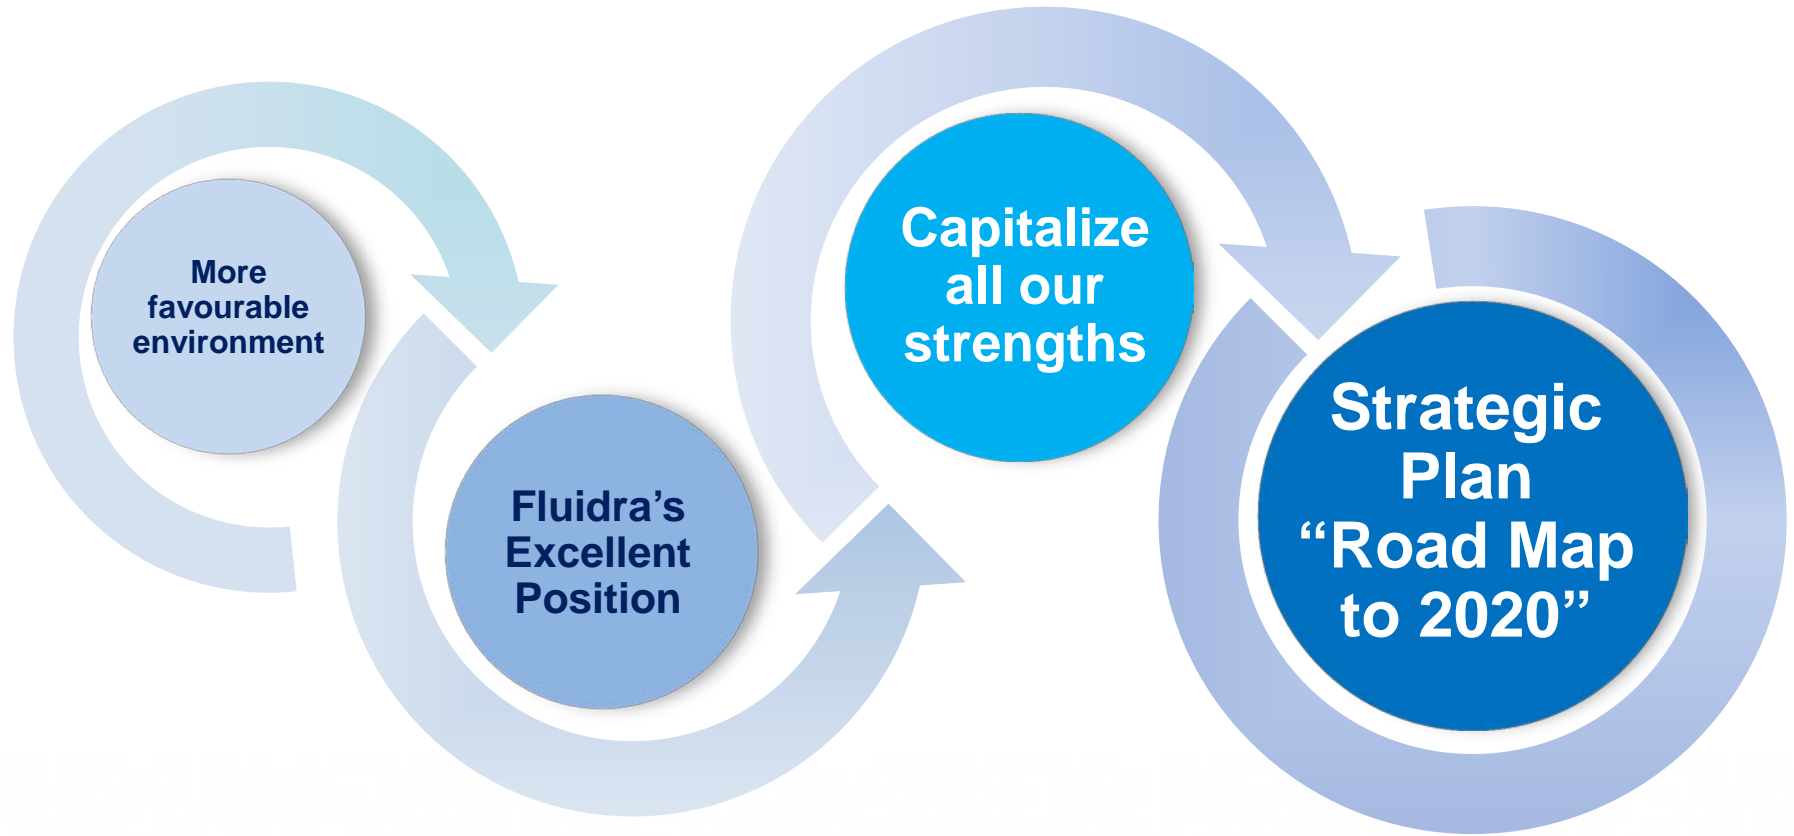 More
favourable
environment
Fluidra’s
Excellent
Position
Capitalize
all our
strengths
Strategic
Plan
“Road Map
to 2020”